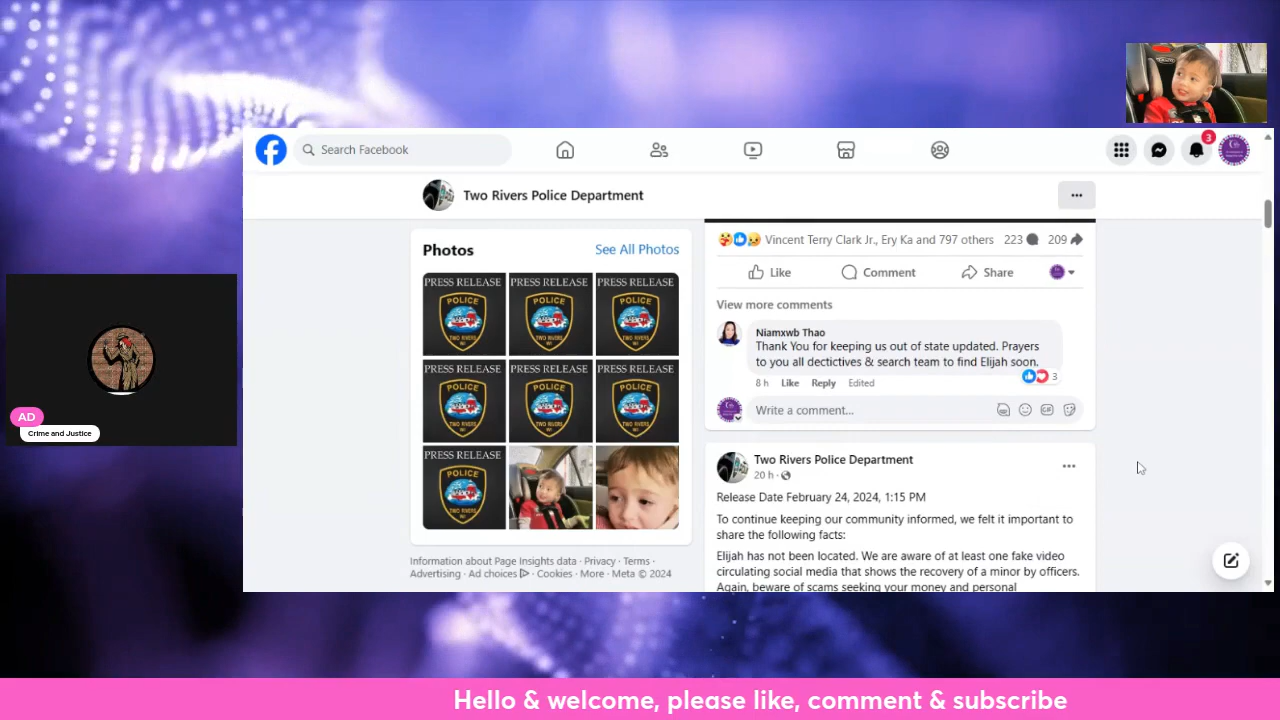 Search Facebook
3
Two Rivers Police Department
Photos
See All Photos
PRESS RELEASE PRESS RELEASE PRESS RELEASE
POLICE POLICE POLICE
TWO RIVERS TWO RIVERS TWO RIVERS
WI WI WI
PRESS RELEASE PRESS RELEASE PRESS RELEASE
POLICE POLICE POLICE
TWO RIVERS TWO RIVERS TWO RIVERS
WI WI WI
PRESS RELEASE
POLICE
TWO RIVERS
WI
Information about Page Insights data · Privacy · Terms ·
Advertising · Ad choices · Cookies · More · Meta © 2024
Vincent Terry Clark Jr., Ery Ka and 797 others 223 209
Like Comment Share
View more comments
Niamxwb Thao
Thank You for keeping us out of state updated. Prayers
to you all dectictives & search team to find Elijah soon.
3
8 h Like Reply Edited
Write a comment...
GIF
Two Rivers Police Department
20 h ·
Release Date February 24, 2024, 1:15 PM
To continue keeping our community informed, we felt it important to
share the following facts:
Elijah has not been located. We are aware of at least one fake video
circulating social media that shows the recovery of a minor by officers.
Again, beware of scams seeking your money and personal
AD
Crime and Justice
Hello & welcome, please like, comment & subscribe